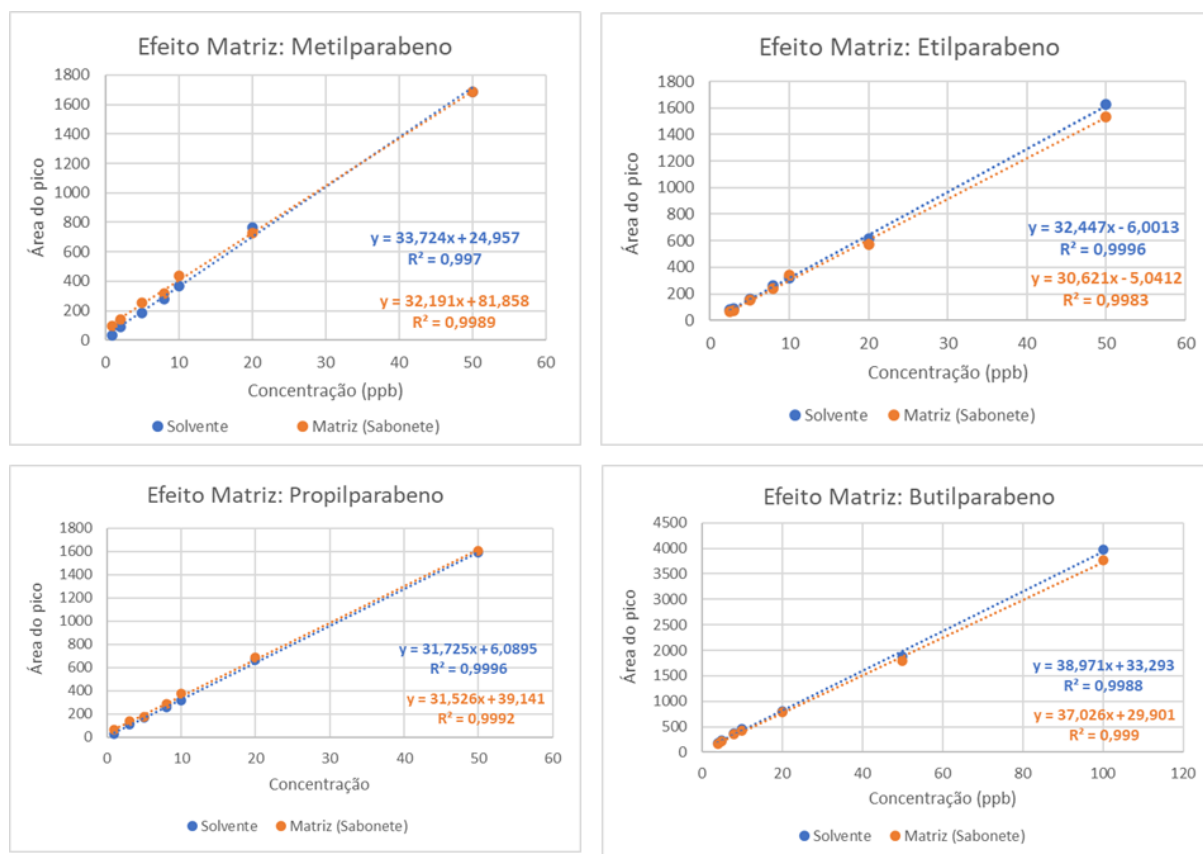 Efeito Matriz: Metilparabeno
1800
1600
1400
1200
1000
800
600
400
200
0
Área do pico
y = 33,724x + 24,957
R² = 0,997
y = 32,191x + 81,858
R² = 0,9989
0 10 20 30 40 50 60
Concentração (ppb)
Solvente Matriz (Sabonete)
Efeito Matriz: Etilparabeno
1800
1600
1400
1200
1000
800
600
400
200
0
Área do pico
y = 32,447x - 6,0013
R² = 0,9996
y = 30,621x - 5,0412
R² = 0,9983
0 10 20 30 40 50 60
Concentração (ppb)
Solvente Matriz (Sabonete)
Efeito Matriz: Propilparabeno
1800
1600
1400
1200
1000
800
600
400
200
0
Área do pico
y = 31,725x + 6,0895
R² = 0,9996
y = 31,526x + 39,141
R² = 0,9992
0 10 20 30 40 50 60
Concentração
Solvente Matriz (Sabonete)
Efeito Matriz: Butilparabeno
4500
4000
3500
3000
2500
2000
1500
1000
500
0
Área do pico
y = 38,971x + 33,293
R² = 0,9988
y = 37,026x + 29,901
R² = 0,999
0 20 40 60 80 100 120
Concentração (ppb)
Solvente Matriz (Sabonete)